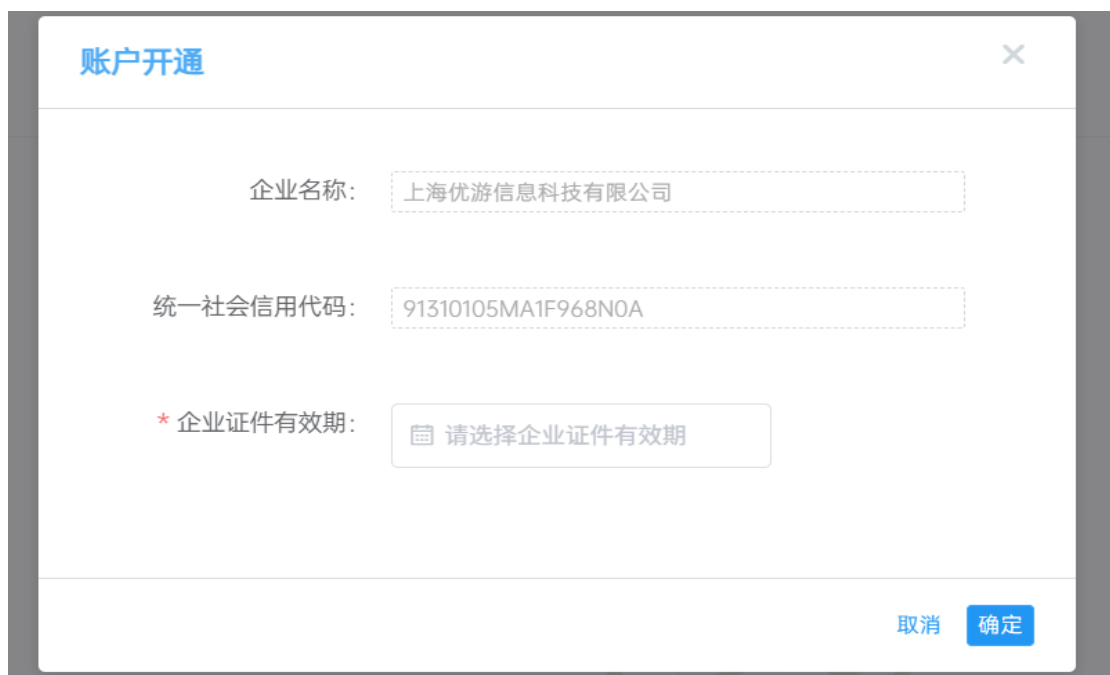 账户开通
企业名称: 上海优游信息科技有限公司
统一社会信用代码: 91310105MA1F968N0A
* 企业证件有效期: 请选择企业证件有效期
取消 确定